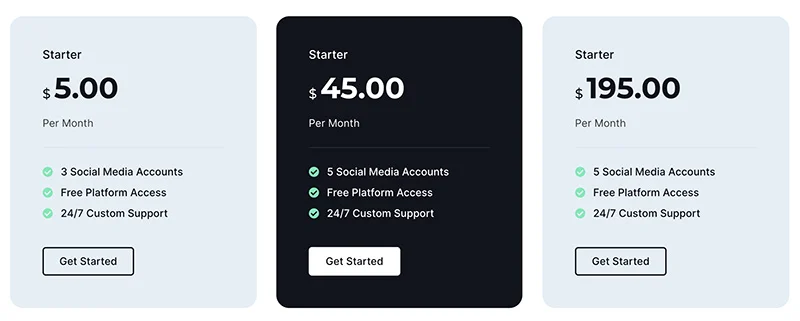 Starter
$ 5.00
Per Month
3 Social Media Accounts
Free Platform Access
24/7 Custom Support
Get Started
Starter
$ 45.00
Per Month
5 Social Media Accounts
Free Platform Access
24/7 Custom Support
Get Started
Starter
$ 195.00
Per Month
5 Social Media Accounts
Free Platform Access
24/7 Custom Support
Get Started